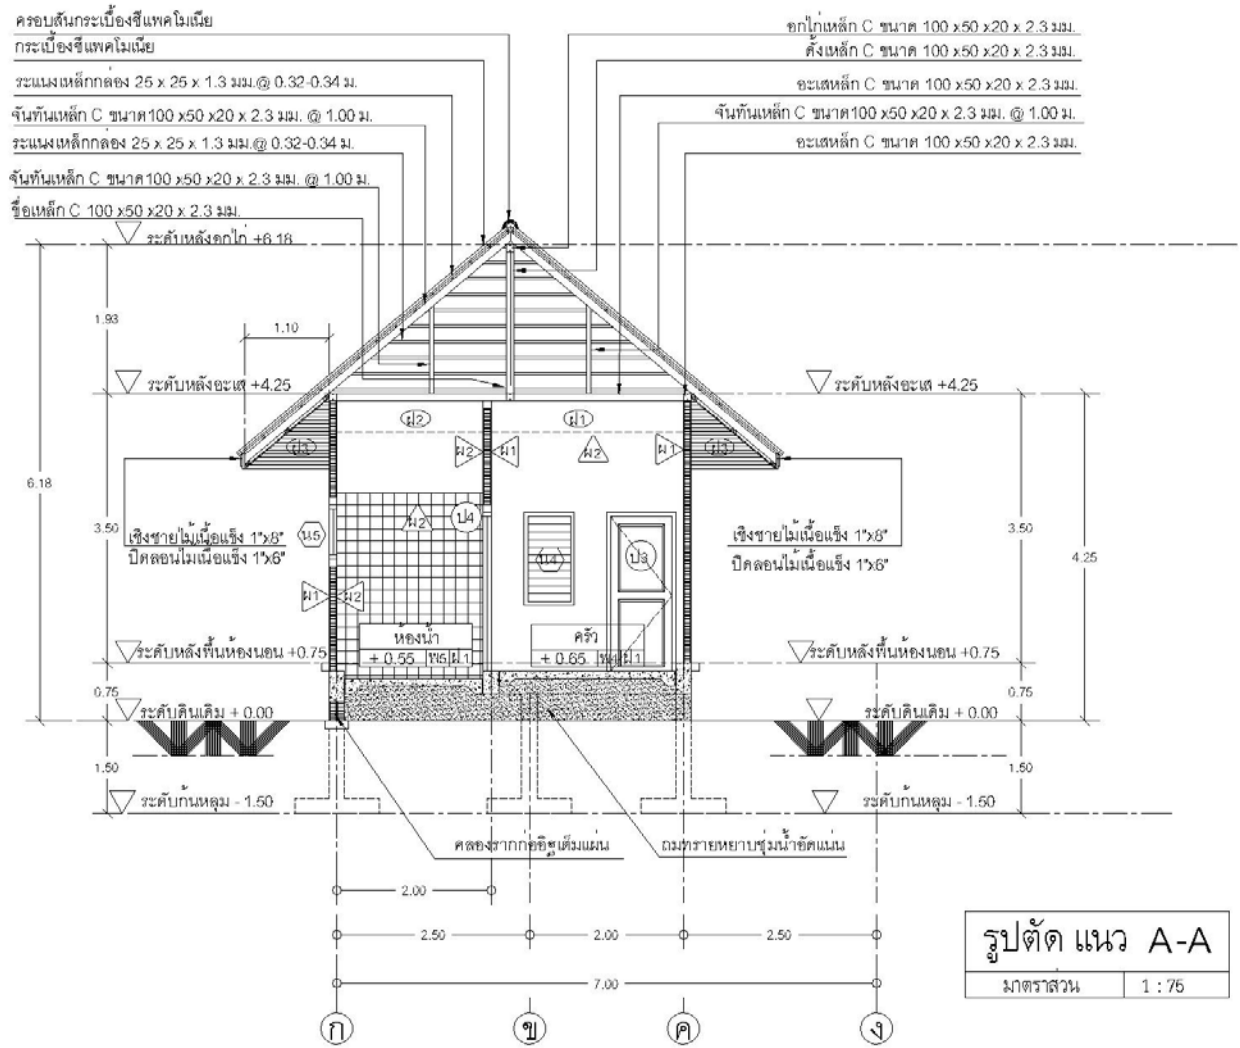 ครอบสันกระเบื้องซีแพคโมเนีย
กระเบื้องซีแพคโมเนีย
ระแนงเหล็กกล่อง 25 x 25 x 1.3 มม.@ 0.32-0.34 ม.
จันทันเหล็ก C ขนาด100 x50 x20 x 2.3 มม. @ 1.00 ม.
ระแนงเหล็กกล่อง 25 x 25 x 1.3 มม.@ 0.32-0.34 ม.
จันทันเหล็ก C ขนาด100 x50 x20 x 2.3 มม. @ 1.00 ม.
ขื่อเหล็ก C 100 x50 x20 x 2.3 มม.
อกไก่เหล็ก C ขนาด 100 x50 x20 x 2.3 มม.
ดั้งเหล็ก C ขนาด 100 x50 x20 x 2.3 มม.
อะเสเหล็ก C ขนาด 100 x50 x20 x 2.3 มม.
จันทันเหล็ก C ขนาด100 x50 x20 x 2.3 มม. @ 1.00 ม.
อะเสเหล็ก C ขนาด 100 x50 x20 x 2.3 มม.
ระดับหลังอกไก่ +6.18
1.93
1.10
ระดับหลังอะเส +4.25
ระดับหลังอะเส +4.25
ฝ2
ฝ1
ฝ3
ฝ3
ผ2
ผ1
ผ2
ผ1
6.18
3.50
3.50
4.25
เชิงชายไม้เนื้อแข็ง 1"x8"
ปิดลอนไม้เนื้อแข็ง 1"x6"
เชิงชายไม้เนื้อแข็ง 1"x8"
ปิดลอนไม้เนื้อแข็ง 1"x6"
น5
ผ2
ป4
น4
ป3
ผ1
ผ2
ห้องน้ำ
+ 0.55 พ5 ฝ1
ครัว
+ 0.65
ระดับหลังพื้นห้องนอน +0.75
ระดับหลังพื้นห้องนอน +0.75
0.75
0.75
ระดับดินเดิม + 0.00
ระดับดินเดิม + 0.00
1.50
1.50
ระดับก้นหลุม - 1.50
ระดับก้นหลุม - 1.50
คลองรากก่ออิฐเต็มแผ่น
ถมทรายหยาบชุ่มน้ำอัดแน่น
2.00
2.50
2.00
2.50
7.00
ก
ข
ค
ง
รูปตัด แนว A-A
มาตราส่วน 1 : 75